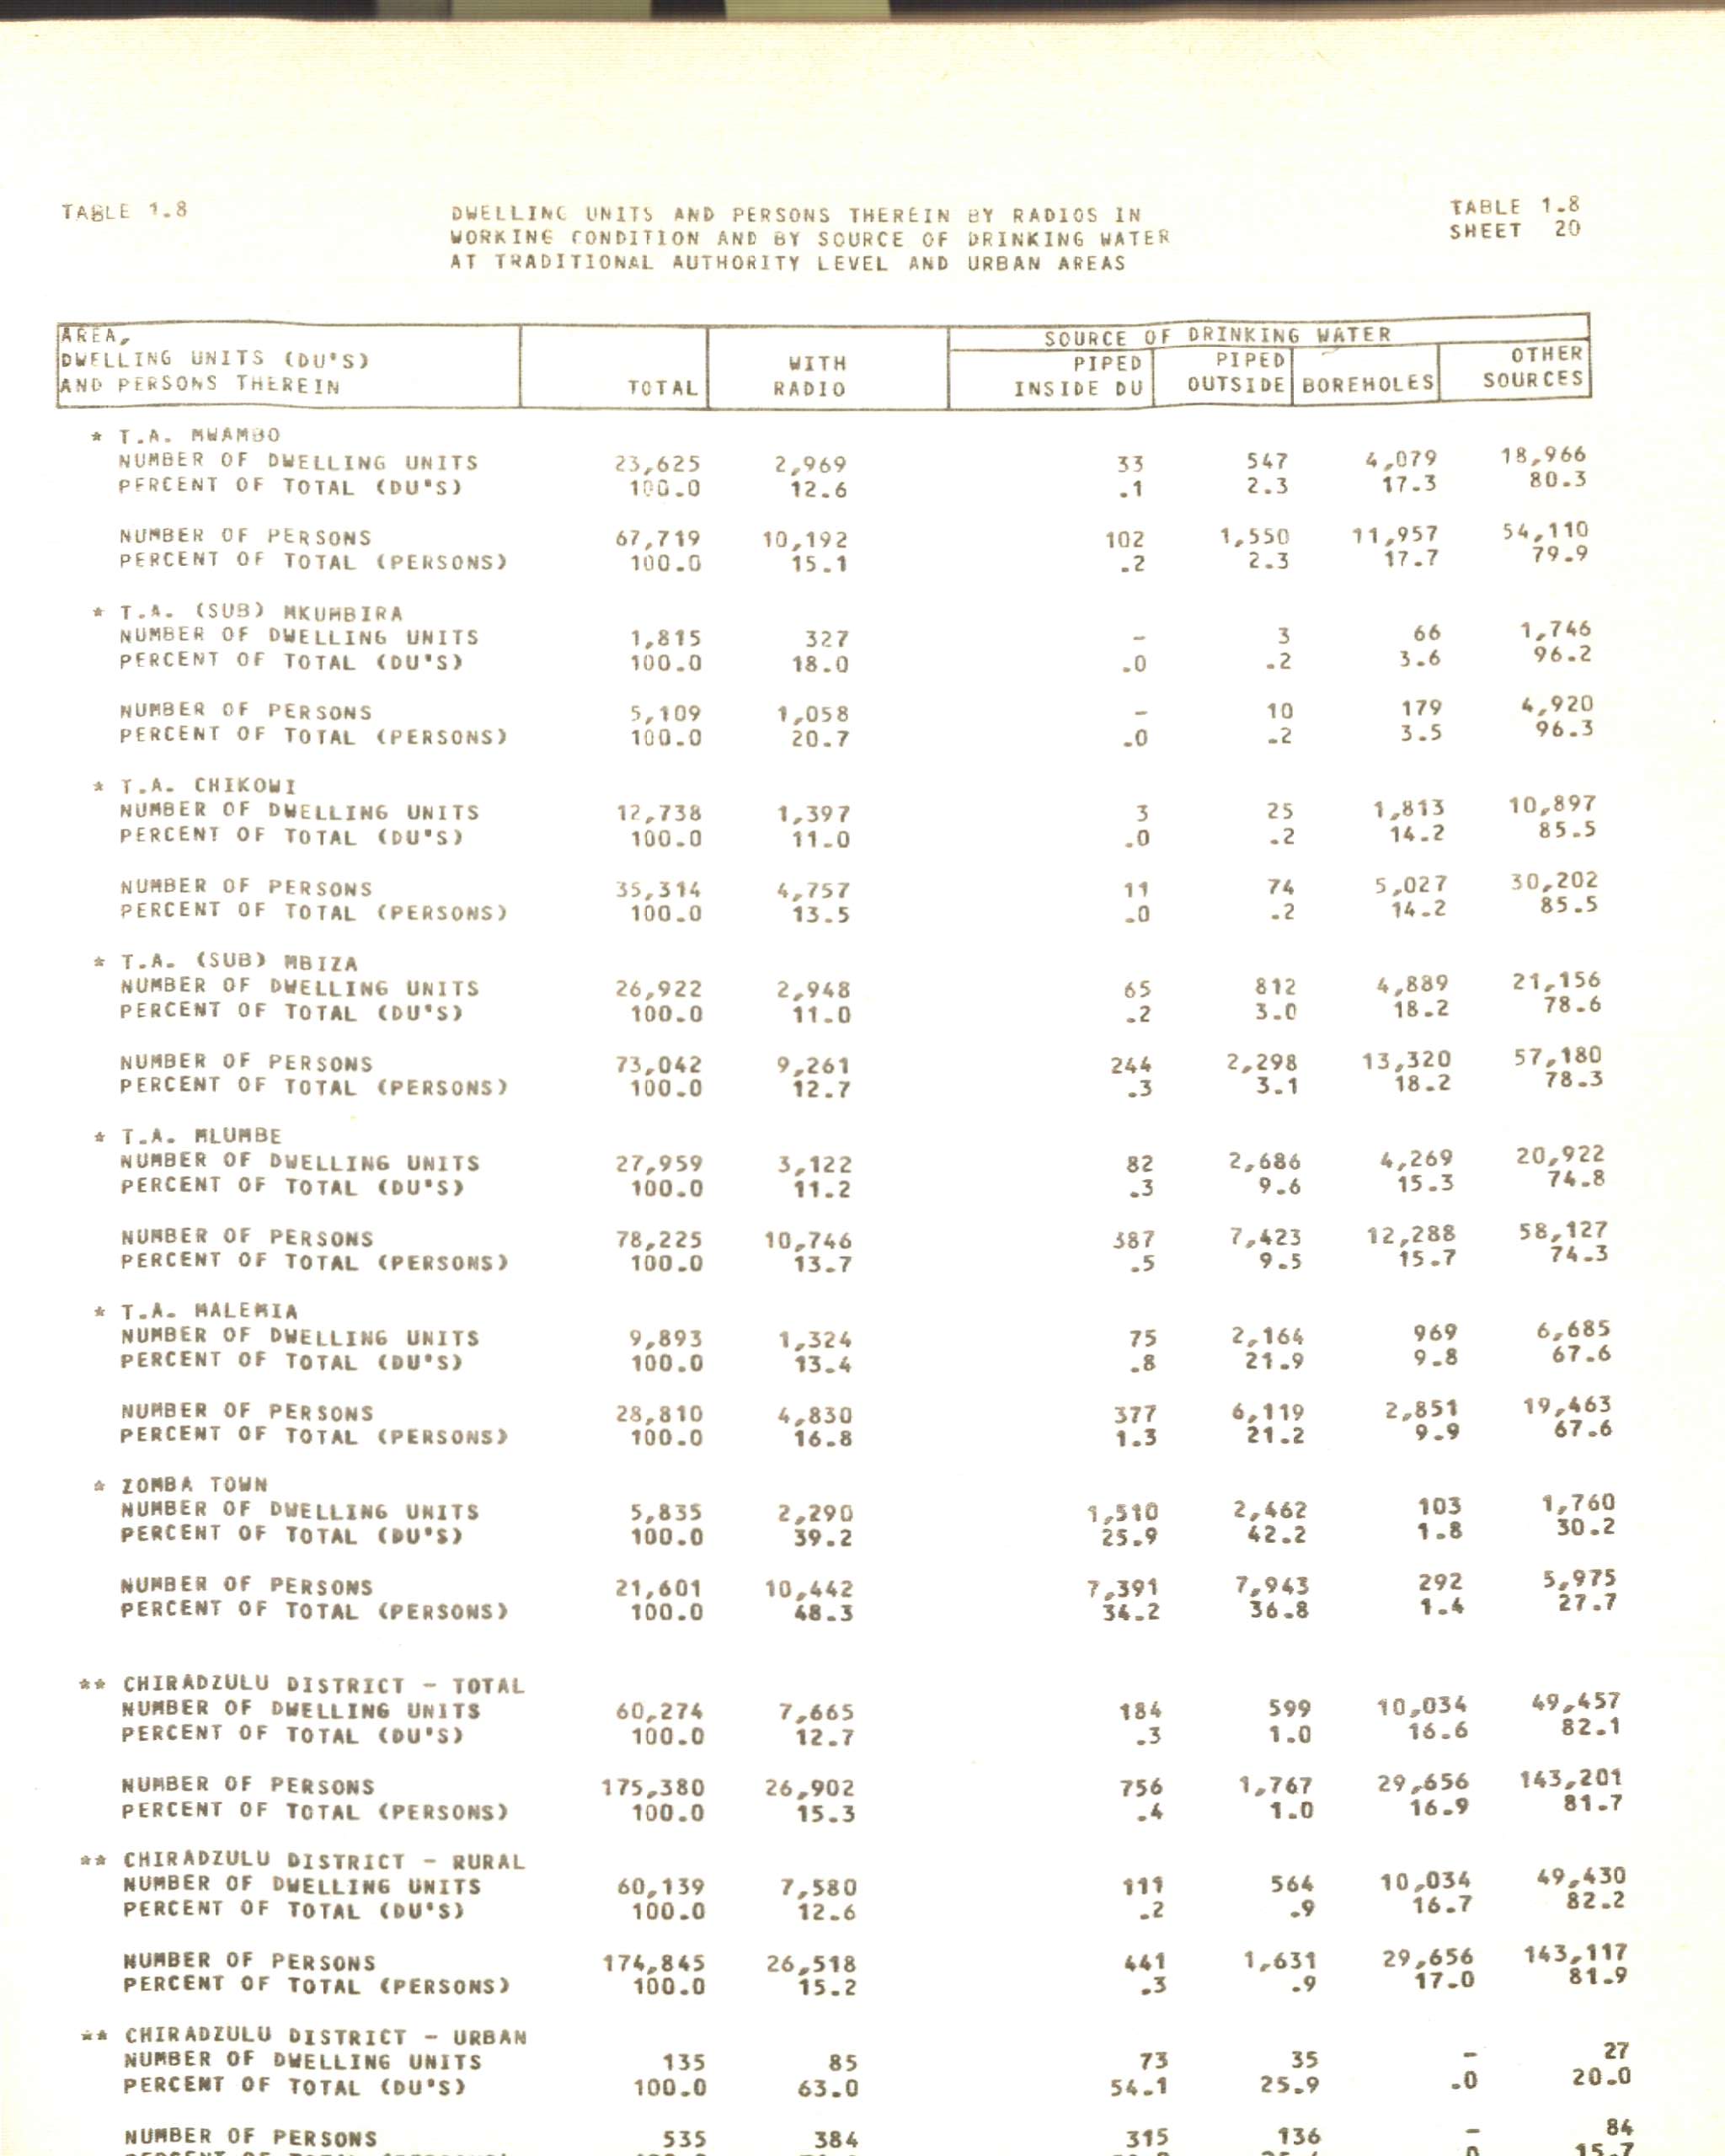 TABLE 1.8 DWELLING UNITS AND PERSONS THEREIN BY RADIOS IN TABLE 1.8
WORKING CONDITION AND BY SOURCE OF DRINKING WATER SHEET 20
AT TRADITIONAL AUTHORITY LEVEL AND URBAN AREAS
AREA, SOURCE OF DRINKING WATER
DWELLING UNITS (DU'S) WITH PIPED PIPED OTHER
AND PERSONS THEREIN TOTAL RADIO INSIDE DU OUTSIDE BOREHOLES SOURCES
* T.A. MWAMBO
NUMBER OF DWELLING UNITS 23,625 2,969 33 547 4,079 18,966
PERCENT OF TOTAL (DU'S) 100.0 12.6 .1 2.3 17.3 80.3
NUMBER OF PERSONS 67,719 10,192 102 1,550 11,957 54,110
PERCENT OF TOTAL (PERSONS) 100.0 15.1 .2 2.3 17.7 79.9
* T.A. (SUB) MKUMBIRA
NUMBER OF DWELLING UNITS 1,815 327 - 3 66 1,746
PERCENT OF TOTAL (DU'S) 100.0 18.0 .0 .2 3.6 96.2
NUMBER OF PERSONS 5,109 1,058 - 10 179 4,920
PERCENT OF TOTAL (PERSONS) 100.0 20.7 .0 .2 3.5 96.3
* T.A. CHIKOWI
NUMBER OF DWELLING UNITS 12,738 1,397 3 25 1,813 10,897
PERCENT OF TOTAL (DU'S) 100.0 11.0 .0 .2 14.2 85.5
NUMBER OF PERSONS 35,314 4,757 11 74 5,027 30,202
PERCENT OF TOTAL (PERSONS) 100.0 13.5 .0 .2 14.2 85.5
* T.A. (SUB) MBIZA
NUMBER OF DWELLING UNITS 26,922 2,948 65 812 4,889 21,156
PERCENT OF TOTAL (DU'S) 100.0 11.0 .2 3.0 18.2 78.6
NUMBER OF PERSONS 73,042 9,261 244 2,298 13,320 57,180
PERCENT OF TOTAL (PERSONS) 100.0 12.7 .3 3.1 18.2 78.3
* T.A. MLUMBE
NUMBER OF DWELLING UNITS 27,959 3,122 82 2,686 4,269 20,922
PERCENT OF TOTAL (DU'S) 100.0 11.2 .3 9.6 15.3 74.8
NUMBER OF PERSONS 78,225 10,746 387 7,423 12,288 58,127
PERCENT OF TOTAL (PERSONS) 100.0 13.7 .5 9.5 15.7 74.3
* T.A. MALEMIA
NUMBER OF DWELLING UNITS 9,893 1,324 75 2,164 969 6,685
PERCENT OF TOTAL (DU'S) 100.0 13.4 .8 21.9 9.8 67.6
NUMBER OF PERSONS 28,810 4,830 377 6,119 2,851 19,463
PERCENT OF TOTAL (PERSONS) 100.0 16.8 1.3 21.2 9.9 67.6
* ZOMBA TOWN
NUMBER OF DWELLING UNITS 5,835 2,290 1,510 2,462 103 1,760
PERCENT OF TOTAL (DU'S) 100.0 39.2 25.9 42.2 1.8 30.2
NUMBER OF PERSONS 21,601 10,442 7,391 7,943 292 5,975
PERCENT OF TOTAL (PERSONS) 100.0 48.3 34.2 36.8 1.4 27.7
** CHIRADZULU DISTRICT - TOTAL
NUMBER OF DWELLING UNITS 60,274 7,665 184 599 10,034 49,457
PERCENT OF TOTAL (DU'S) 100.0 12.7 .3 1.0 16.6 82.1
NUMBER OF PERSONS 175,380 26,902 756 1,767 29,656 143,201
PERCENT OF TOTAL (PERSONS) 100.0 15.3 .4 1.0 16.9 81.7
** CHIRADZULU DISTRICT - RURAL
NUMBER OF DWELLING UNITS 60,139 7,580 111 564 10,034 49,430
PERCENT OF TOTAL (DU'S) 100.0 12.6 .2 .9 16.7 82.2
NUMBER OF PERSONS 174,845 26,518 441 1,631 29,656 143,117
PERCENT OF TOTAL (PERSONS) 100.0 15.2 .3 .9 17.0 81.9
** CHIRADZULU DISTRICT - URBAN
NUMBER OF DWELLING UNITS 135 85 73 35 - 27
PERCENT OF TOTAL (DU'S) 100.0 63.0 54.1 25.9 .0 20.0
NUMBER OF PERSONS 535 384 315 136 - 84
15.7